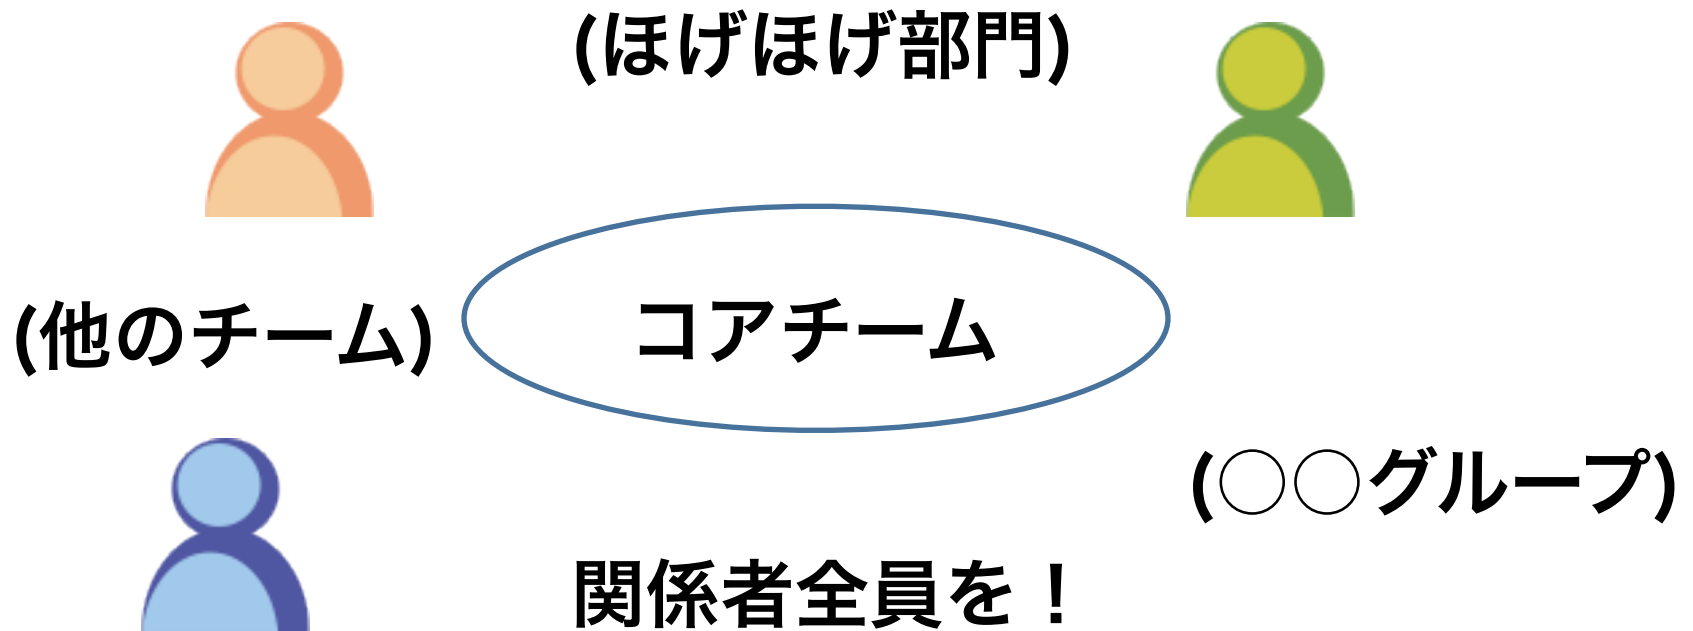 (ほげほげ部門)
(他のチーム)
コアチーム
(○○グループ)
関係者全員を！